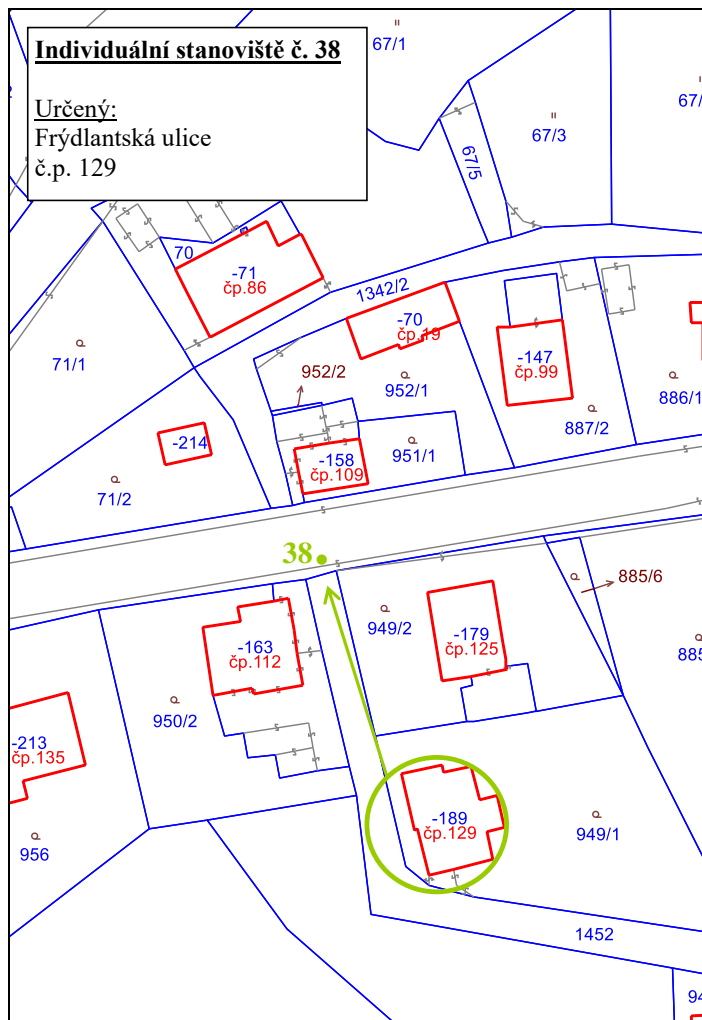 Individuální stanoviště č. 38
Určený:
Frýdlantská ulice
č.p. 129
67/1
67/
67/3
67/5
70
-71
čp.86
1342/2
-70
čp.19
71/1
952/2
952/1
-147
čp.99
886/1
887/2
-214
951/1
-158
čp.109
71/2
38
885/6
949/2
-179
čp.125
-163
čp.112
885
950/2
-213
čp.135
-189
čp.129
949/1
956
1452
94